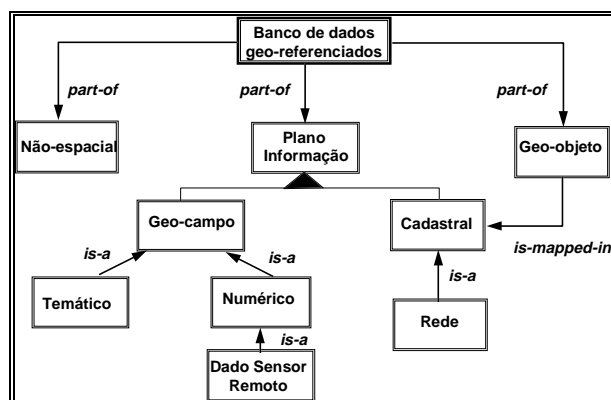 Banco de dados
geo-referenciados
part-of
part-of
part-of
Não-espacial
Plano
Informação
Geo-objeto
Geo-campo
Cadastral
is-mapped-in
is-a
is-a
is-a
Temático
Numérico
Rede
is-a
Dado Sensor
Remoto